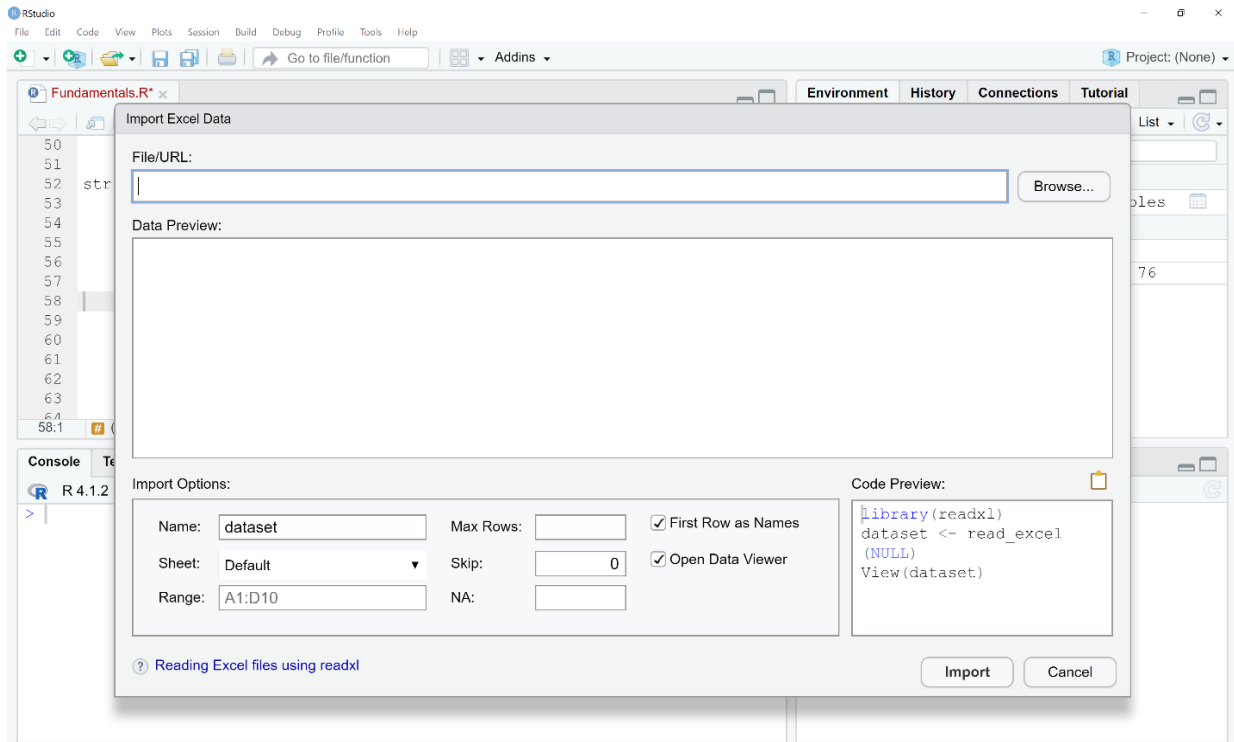 RStudio
File Edit Code View Plots Session Build Debug Profile Tools Help
Go to file/function Addins Project: (None)
Fundamentals.R* Environment History Connections Tutorial
Import Excel Data
List
50
51
52 str
53
54
55
56
57
58
59
60
61
62
63
64
58:1 # (
File/URL:
Browse...
Data Preview:
76
Console
R 4.1.2
>
Import Options:
Name: dataset
Sheet: Default
Range: A1:D10
Max Rows:
Skip: 0
NA:
First Row as Names
Open Data Viewer
Code Preview:
library(readxl)
dataset <- read_excel
(NULL)
View(dataset)
? Reading Excel files using readxl
Import Cancel